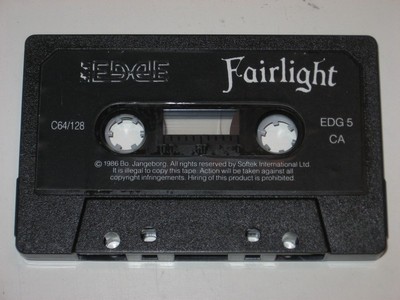 THE EDGE
Fairlight
C64/128
EDG 5
CA
© 1986 Bo. Jangeborg. All rights reserved by Softek International Ltd.
It is illegal to copy this tape. Action will be taken against all
copyright infringements. Hiring of this product is prohibited.